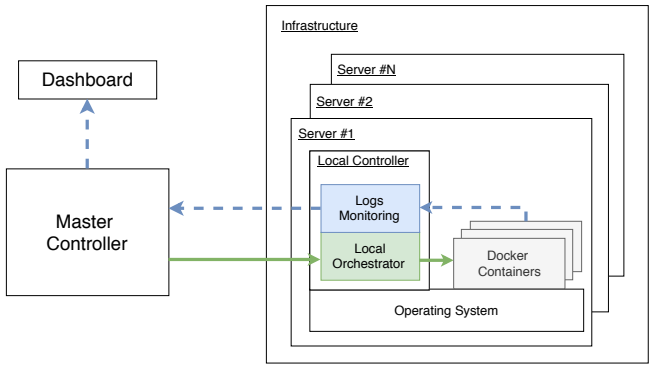 Infrastructure
Dashboard
Server #N
Server #2
Server #1
Local Controller
Logs
Monitoring
Master
Controller
Local
Orchestrator
Docker
Containers
Operating System